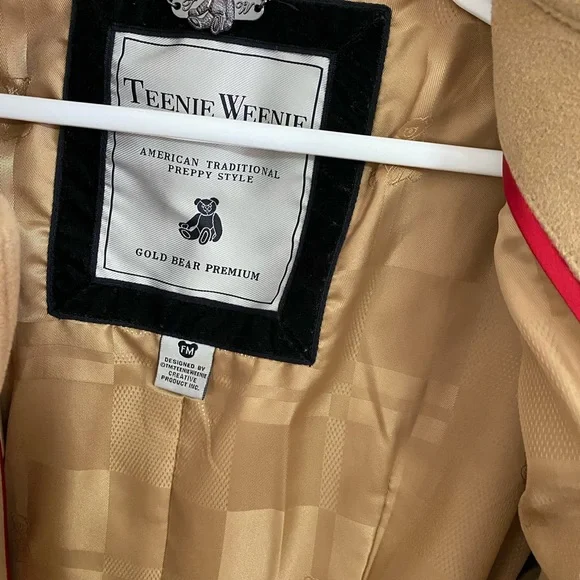 TEENIE WEENIE
AMERICAN TRADITIONAL
PREPPY STYLE
GOLD BEAR PREMIUM
FM
DESIGNED BY
©TMTEENIEWEENIE
CREATIVE
PRODUCT INC.